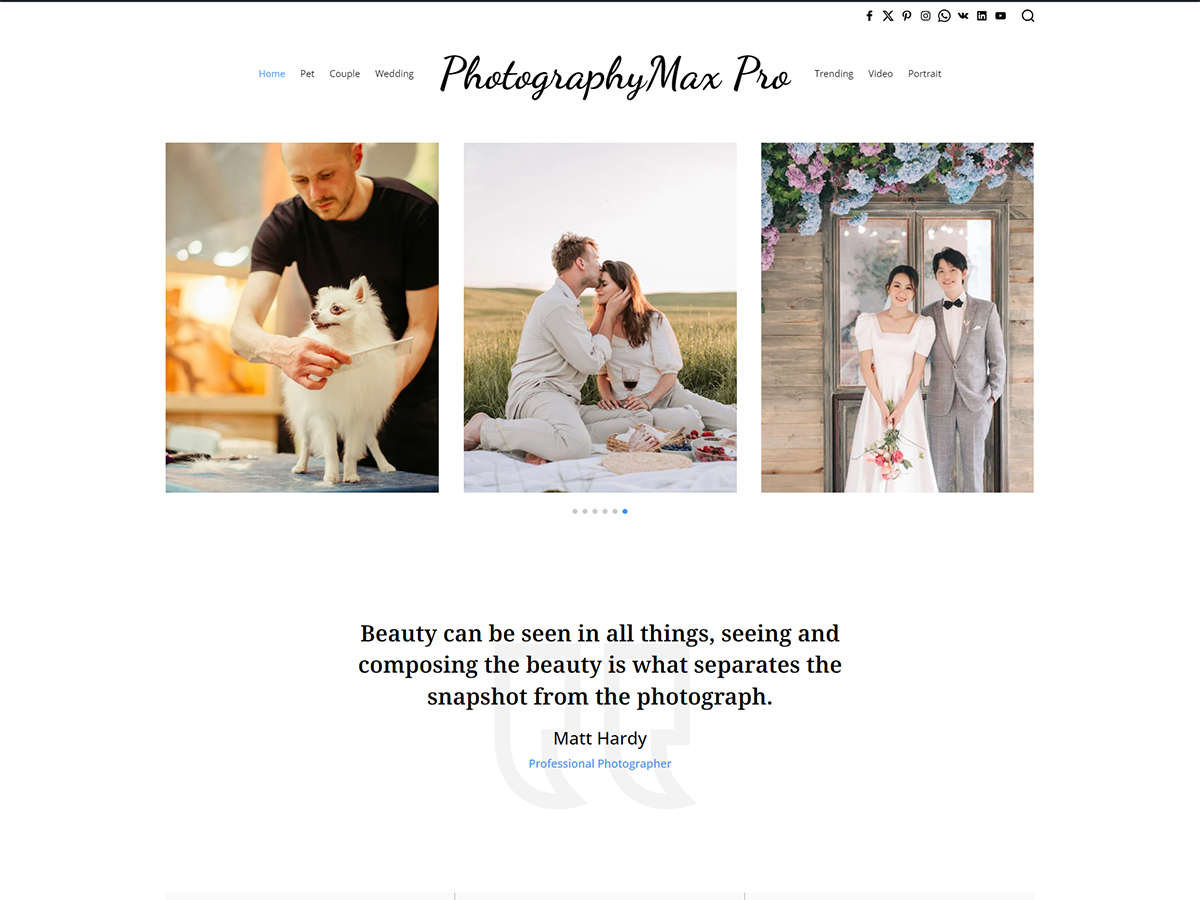 Home Pet Couple Wedding PhotographyMax Pro Trending Video Portrait
Beauty can be seen in all things, seeing and
composing the beauty is what separates the
snapshot from the photograph.
Matt Hardy
Professional Photographer